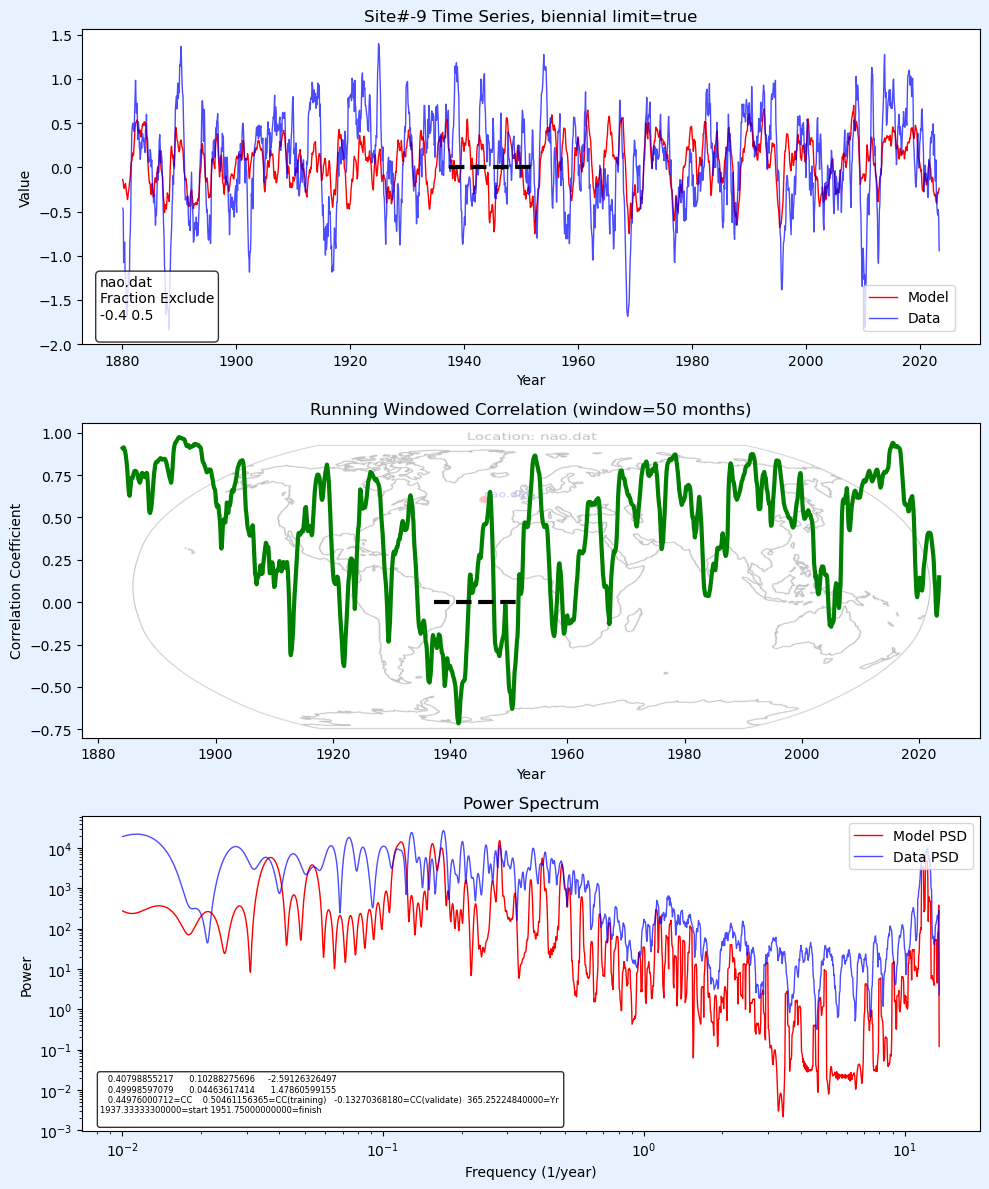 Site#-9 Time Series, biennial limit=true
1.5
1.0
0.5
0.0
−0.5
−1.0
−1.5
−2.0
Value
nao.dat
Fraction Exclude
-0.4 0.5
Model
Data
1880 1900 1920 1940 1960 1980 2000 2020
Year
Running Windowed Correlation (window=50 months)
Location: nao.dat
nao.dat
1.00
0.75
0.50
0.25
0.00
−0.25
−0.50
−0.75
Correlation Coefficient
1880 1900 1920 1940 1960 1980 2000 2020
Year
Power Spectrum
Model PSD
Data PSD
10⁴
10³
10²
10¹
10⁰
10⁻¹
10⁻²
10⁻³
Power
0.40798855217 0.10288275696 -2.59126326497
0.49998597079 0.04463617414 1.47860599155
0.44976000712=CC 0.50461156365=CC(training) -0.13270368180=CC(validate) 365.25224840000=Yr
1937.33333300000=start 1951.75000000000=finish
10⁻² 10⁻¹ 10⁰ 10¹
Frequency (1/year)